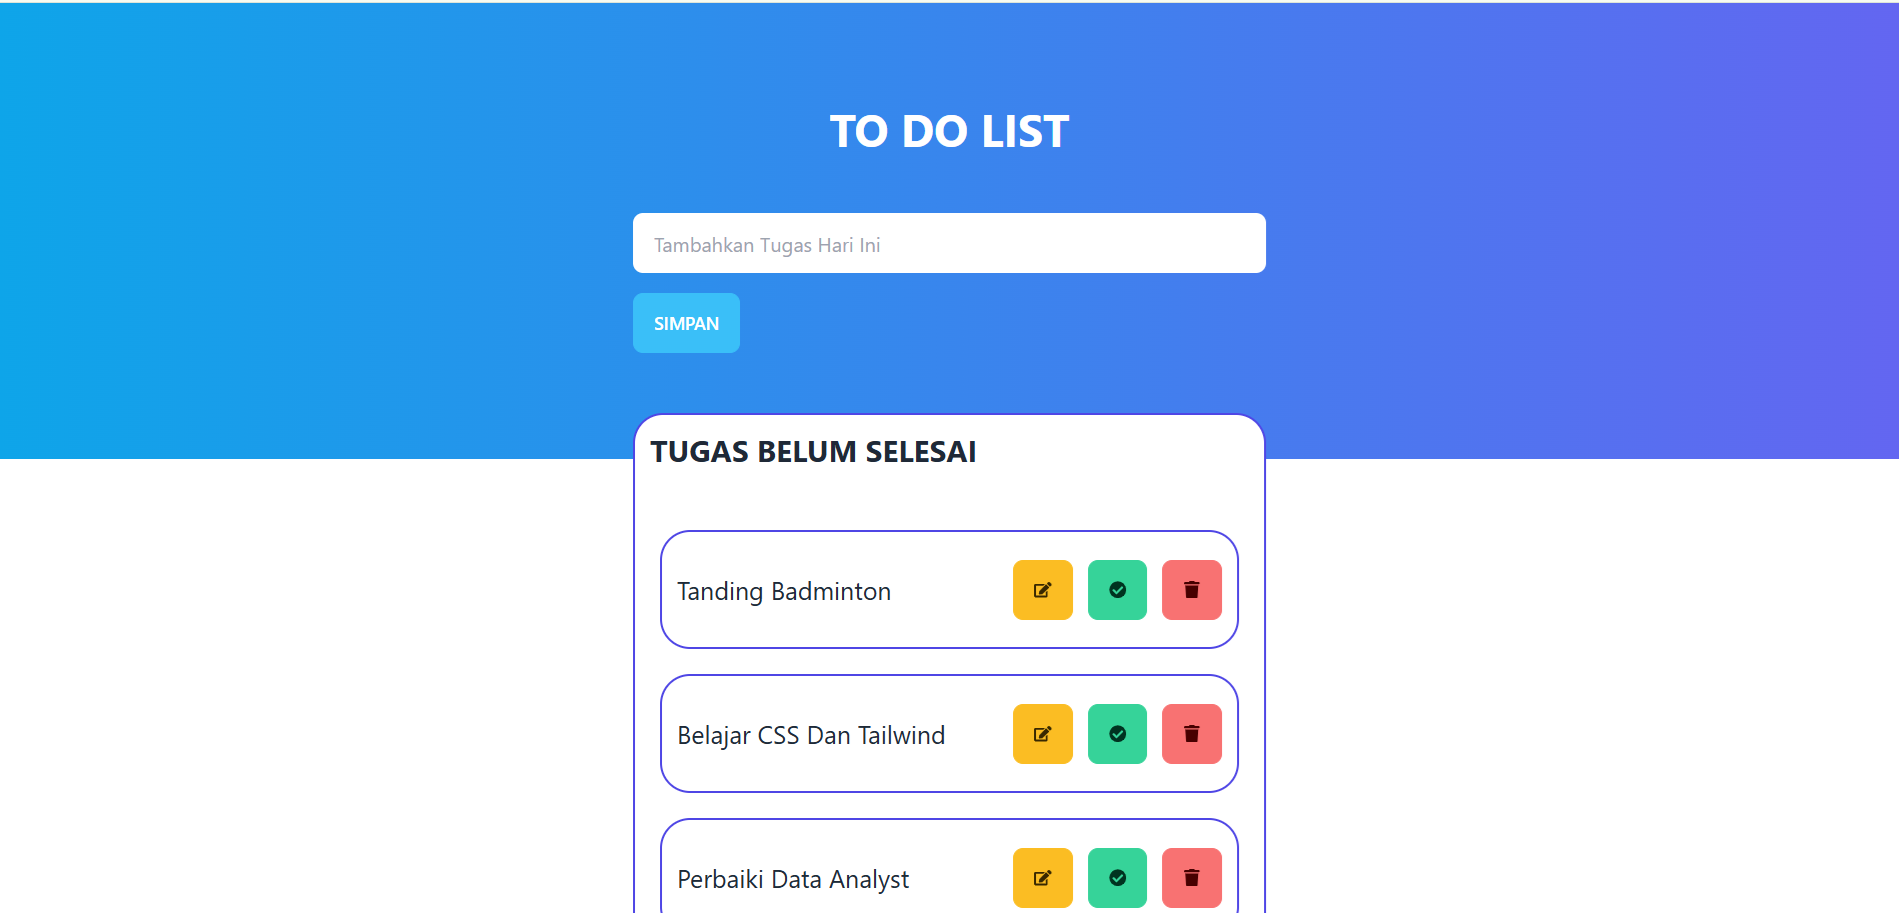 TO DO LIST
Tambahkan Tugas Hari Ini
SIMPAN
TUGAS BELUM SELESAI
Tanding Badminton
Belajar CSS Dan Tailwind
Perbaiki Data Analyst